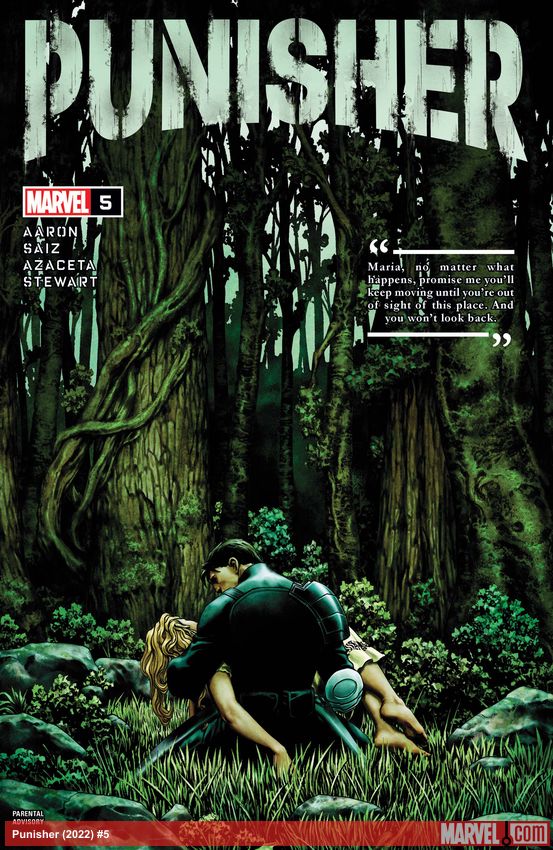 PUNISHER
MARVEL 5
AARON
SAIZ
AZACETA
STEWART
“
Maria, no matter what
happens, promise me you'll
keep moving until you're out
of sight of this place. And
you won't look back.
”
PARENTAL
ADVISORY
Punisher (2022) #5
MARVEL.com